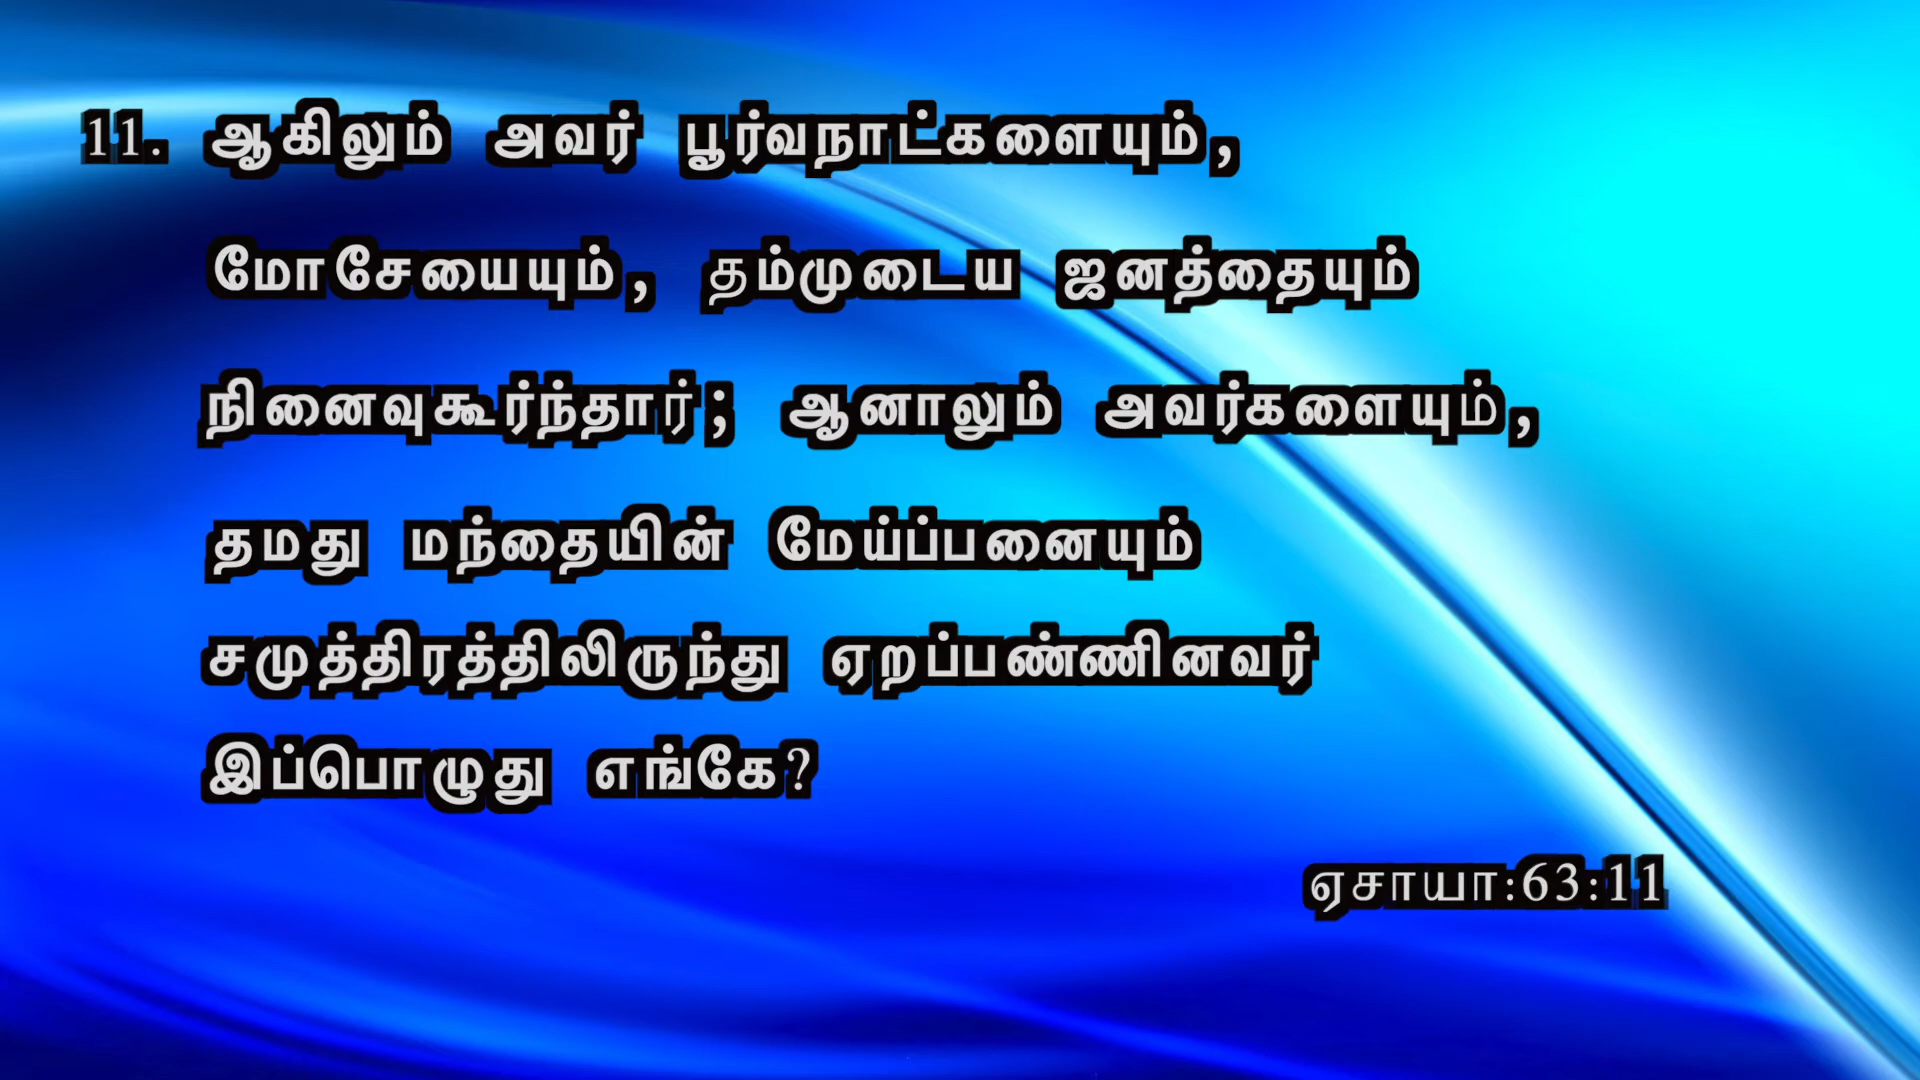 11. ஆகிலும் அவர் பூர்வநாட்களையும்,
மோசேயையும், தம்முடைய ஜனத்தையும்
நினைவுகூர்ந்தார்; ஆனாலும் அவர்களையும்,
தமது மந்தையின் மேய்ப்பனையும்
சமுத்திரத்திலிருந்து ஏறப்பண்ணினவர்
இப்பொழுது எங்கே?
ஏசாயா:63:11